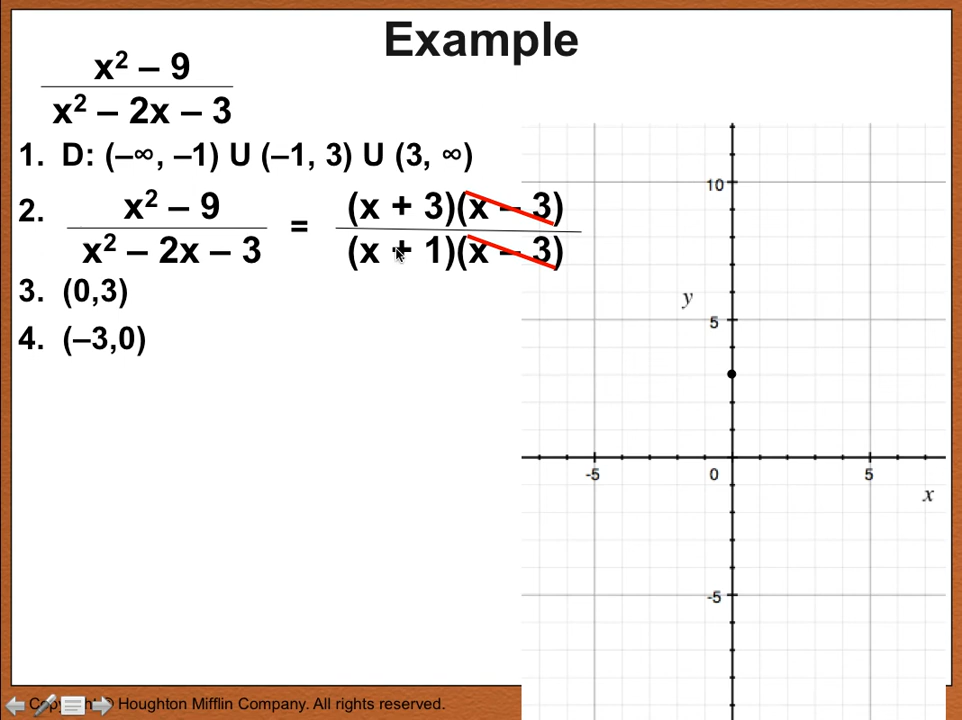 Example
x² – 9
x² – 2x – 3
1. D: (–∞, –1) U (–1, 3) U (3, ∞)
2. x² – 9 = (x + 3)(x – 3)
x² – 2x – 3 (x + 1)(x – 3)
3. (0,3)
4. (–3,0)
10
y
5
-5 0 5
x
-5
© Houghton Mifflin Company. All rights reserved.